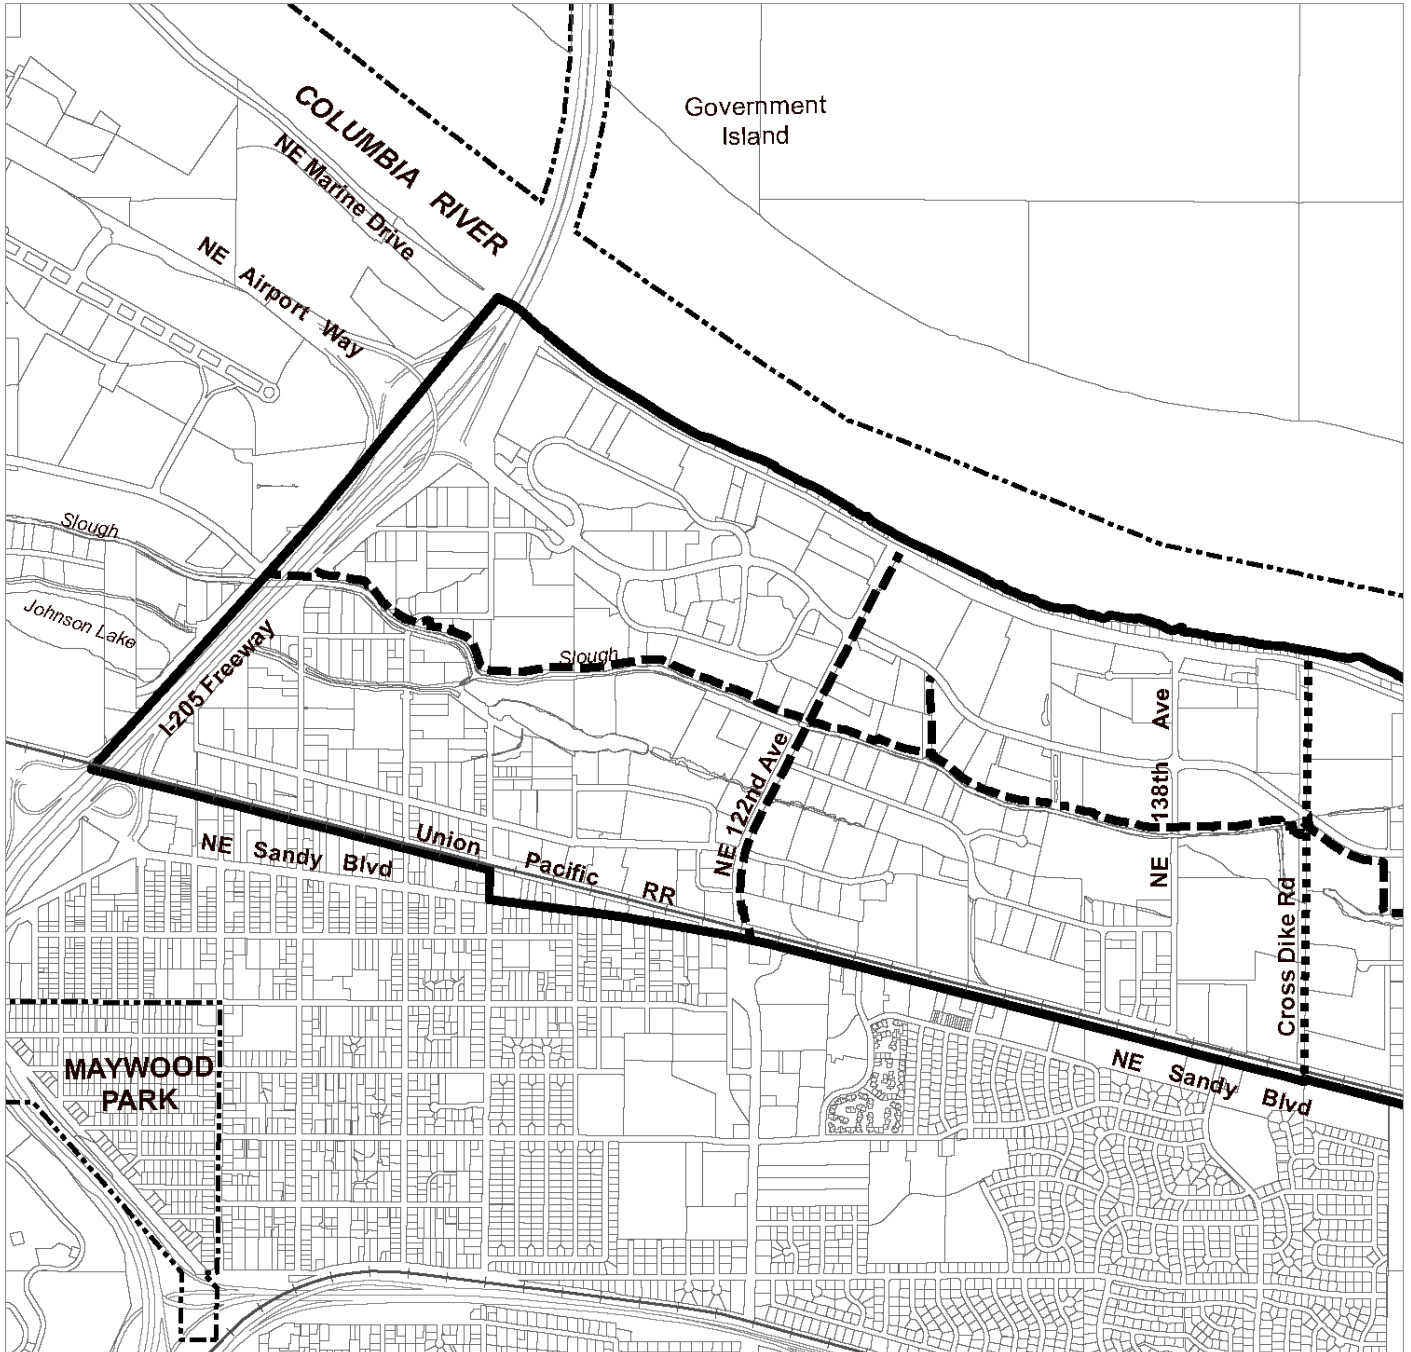 Government
Island
COLUMBIA RIVER
NE Marine Drive
NE Airport Way
Slough
Johnson Lake
I-205 Freeway
Slough
NE 138th Ave
NE 122nd Ave
NE Sandy Blvd
Union Pacific RR
Cross Dike Rd
MAYWOOD
PARK
NE Sandy Blvd